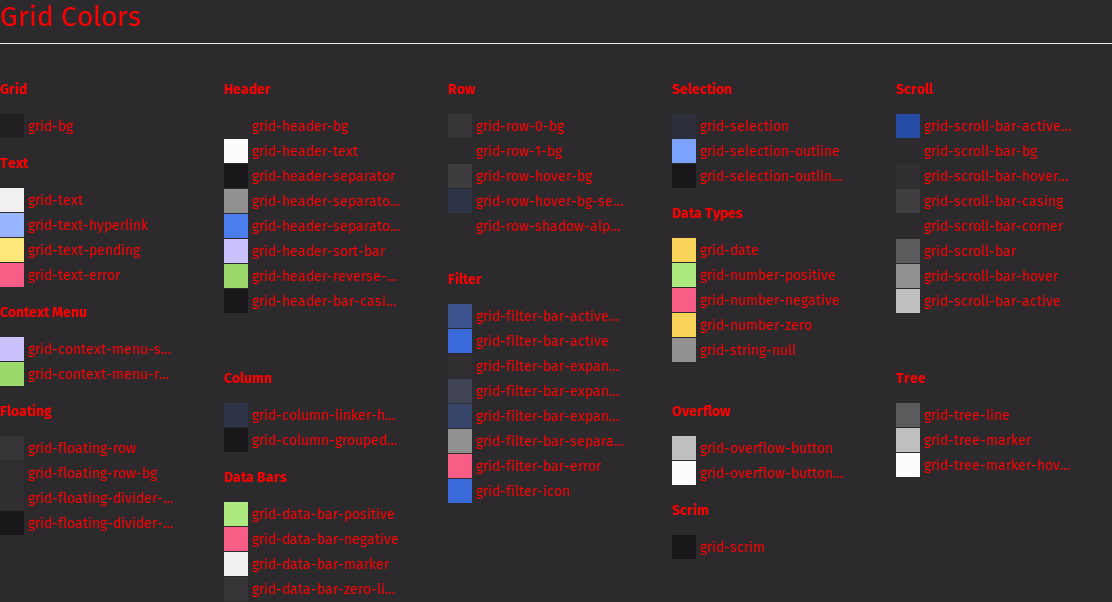 Grid Colors
Grid
grid-bg
Text
grid-text
grid-text-hyperlink
grid-text-pending
grid-text-error
Context Menu
grid-context-menu-s...
grid-context-menu-r...
Floating
grid-floating-row
grid-floating-row-bg
grid-floating-divider-...
grid-floating-divider-...
Header
grid-header-bg
grid-header-text
grid-header-separator
grid-header-separato...
grid-header-separato...
grid-header-sort-bar
grid-header-reverse-...
grid-header-bar-casi...
Column
grid-column-linker-h...
grid-column-grouped...
Data Bars
grid-data-bar-positive
grid-data-bar-negative
grid-data-bar-marker
grid-data-bar-zero-li...
Row
grid-row-0-bg
grid-row-1-bg
grid-row-hover-bg
grid-row-hover-bg-se...
grid-row-shadow-alp...
Filter
grid-filter-bar-active...
grid-filter-bar-active
grid-filter-bar-expan...
grid-filter-bar-expan...
grid-filter-bar-expan...
grid-filter-bar-separa...
grid-filter-bar-error
grid-filter-icon
Selection
grid-selection
grid-selection-outline
grid-selection-outlin...
Data Types
grid-date
grid-number-positive
grid-number-negative
grid-number-zero
grid-string-null
Overflow
grid-overflow-button
grid-overflow-button...
Scrim
grid-scrim
Scroll
grid-scroll-bar-active...
grid-scroll-bar-bg
grid-scroll-bar-hover...
grid-scroll-bar-casing
grid-scroll-bar-corner
grid-scroll-bar
grid-scroll-bar-hover
grid-scroll-bar-active
Tree
grid-tree-line
grid-tree-marker
grid-tree-marker-hov...